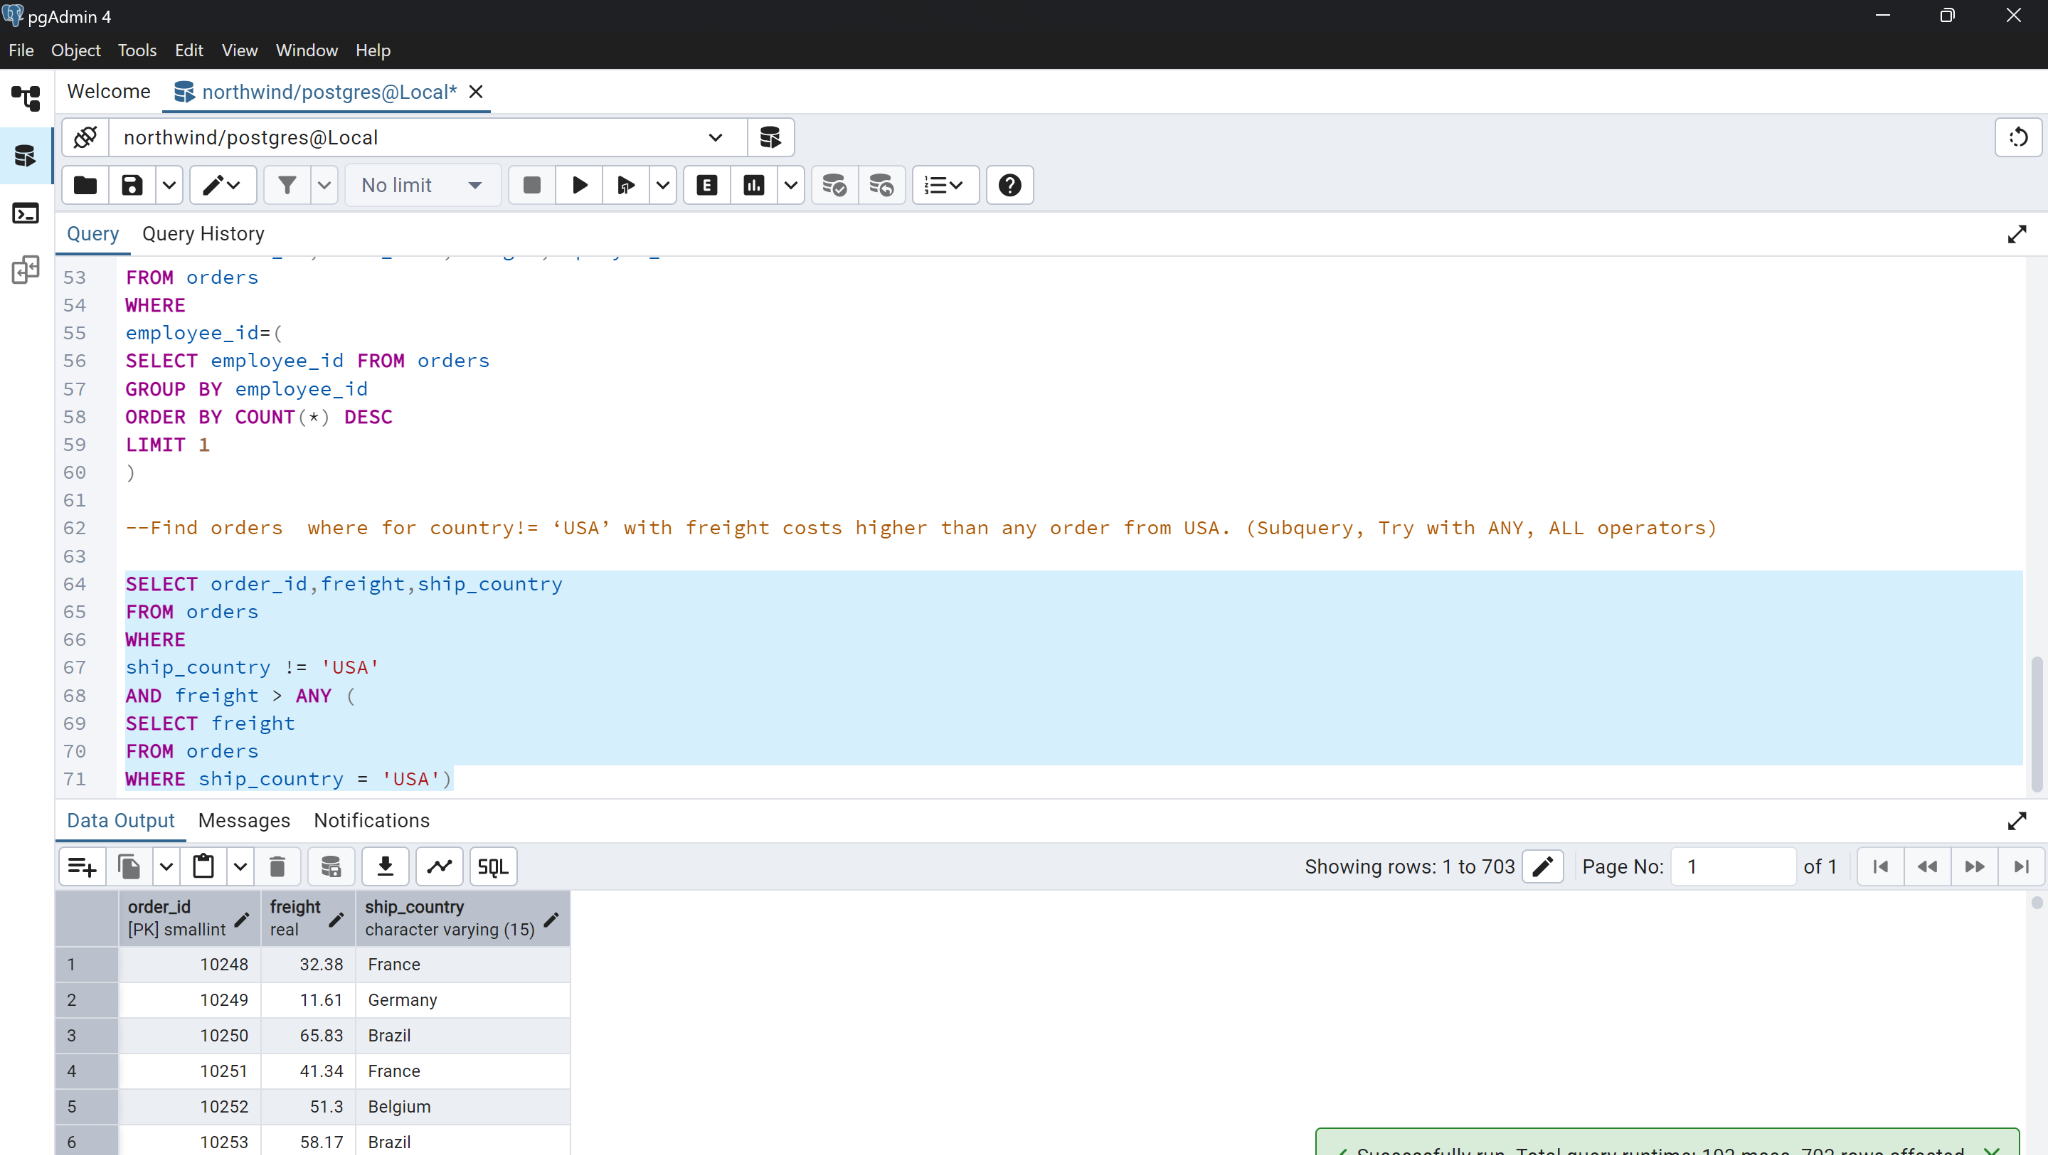 pgAdmin 4
File Object Tools Edit View Window Help
Welcome northwind/postgres@Local*
northwind/postgres@Local
No limit
Query Query History
53 FROM orders
54 WHERE
55 employee_id=(
56 SELECT employee_id FROM orders
57 GROUP BY employee_id
58 ORDER BY COUNT(*) DESC
59 LIMIT 1
60 )
61
62 --Find orders  where for country!= ‘USA’ with freight costs higher than any order from USA. (Subquery, Try with ANY, ALL operators)
63
64 SELECT order_id,freight,ship_country
65 FROM orders
66 WHERE
67 ship_country != 'USA'
68 AND freight > ANY (
69 SELECT freight
70 FROM orders
71 WHERE ship_country = 'USA')
Data Output Messages Notifications
SQL Showing rows: 1 to 703 Page No: 1 of 1
order_id freight ship_country
[PK] smallint real character varying (15)
1 10248 32.38 France
2 10249 11.61 Germany
3 10250 65.83 Brazil
4 10251 41.34 France
5 10252 51.3 Belgium
6 10253 58.17 Brazil